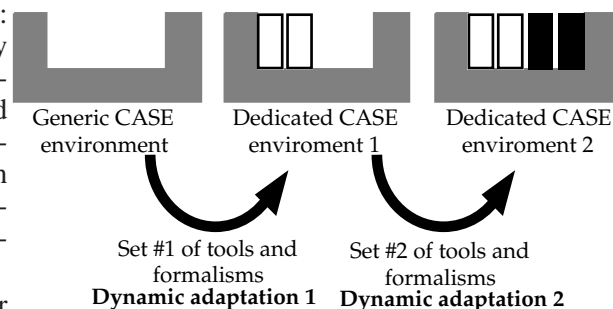 :
y
–
d
–
n
–
–
r
Generic CASE
environment
Dedicated CASE
enviroment 1
Dedicated CASE
enviroment 2
Set #1 of tools and
formalisms
Dynamic adaptation 1
Set #2 of tools and
formalisms
Dynamic adaptation 2